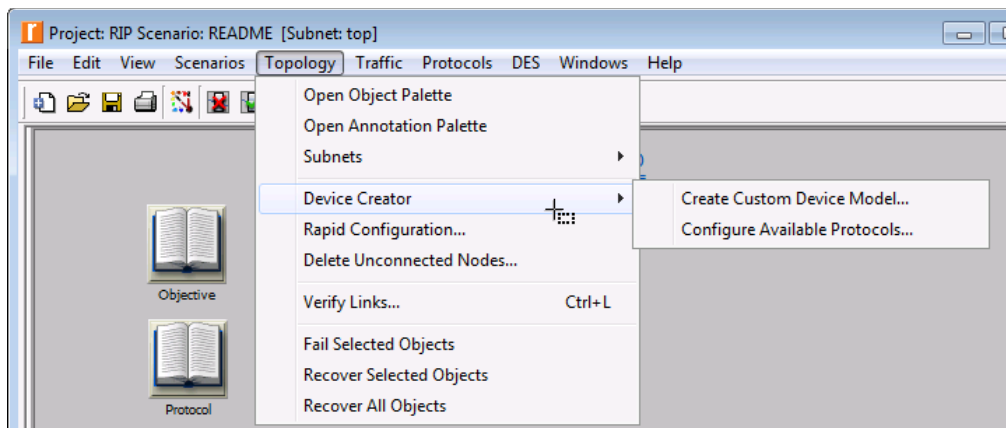 Project: RIP Scenario: README [Subnet: top]
File Edit View Scenarios Topology Traffic Protocols DES Windows Help
Open Object Palette
Open Annotation Palette
Subnets
Device Creator
Create Custom Device Model...
Rapid Configuration...
Configure Available Protocols...
Delete Unconnected Nodes...
Objective
Verify Links... Ctrl+L
Fail Selected Objects
Recover Selected Objects
Recover All Objects
Protocol